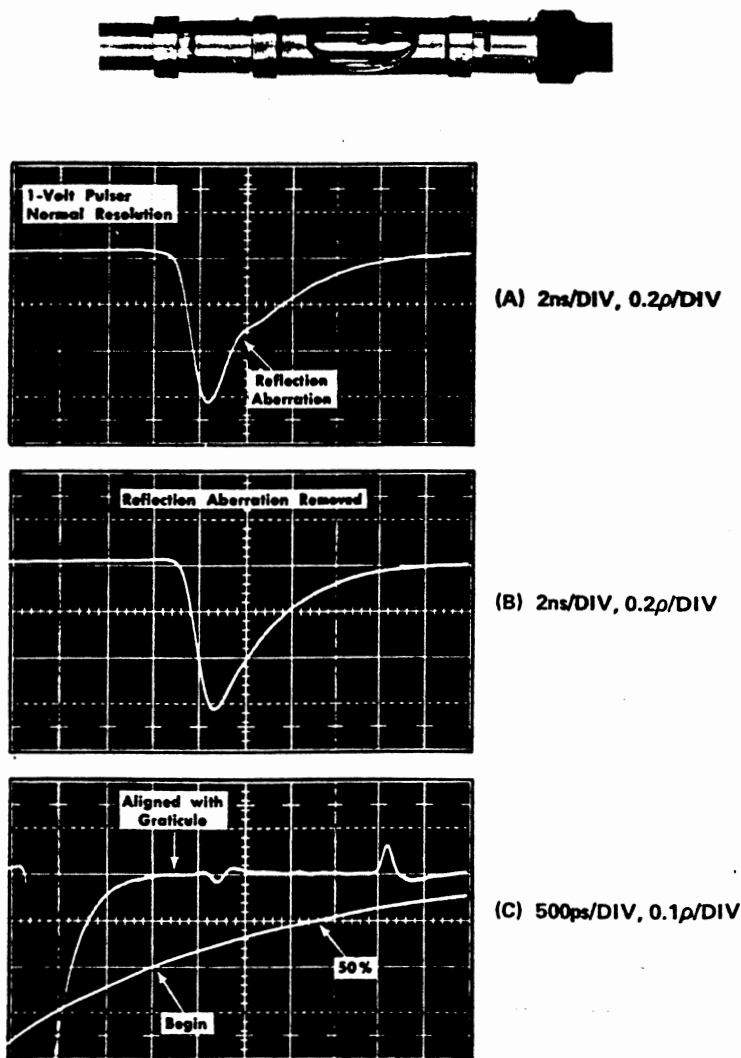 1-Volt Pulser
Normal Resolution
Reflection
Aberration
(A) 2ns/DIV, 0.2ρ/DIV
Reflection Aberration Removed
(B) 2ns/DIV, 0.2ρ/DIV
Aligned with
Graticule
50%
Begin
(C) 500ps/DIV, 0.1ρ/DIV